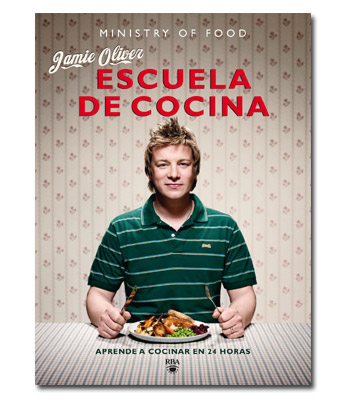 MINISTRY OF FOOD
Jamie Oliver
ESCUELA
DE COCINA
APRENDE A COCINAR EN 24 HORAS
RBA